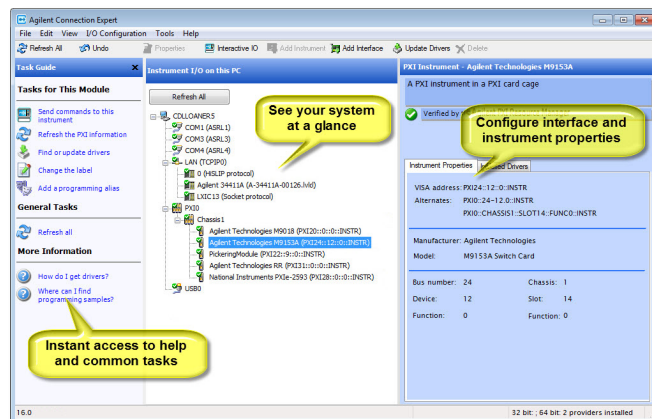 Agilent Connection Expert
File Edit View I/O Configuration Tools Help
Refresh All Undo Properties Interactive IO Add Instrument Add Interface Update Drivers Delete
Task Guide
Tasks for This Module
Send commands to this
instrument
Refresh the PXI information
Find or update drivers
Change the label
Add a programming alias
General Tasks
Refresh all
More Information
How do I get drivers?
Where can I find
programming samples?
Instant access to help
and common tasks
Instrument I/O on this PC
Refresh All
See your system
at a glance
CDLLOANER5
COM1 (ASRL1)
COM3 (ASRL3)
COM4 (ASRL4)
LAN (TCPIP0)
0 (HiSLIP protocol)
Agilent 34411A (A-34411A-00126.lvld)
LXIC13 (Socket protocol)
PXI0
Chassis1
Agilent Technologies M9018 (PXI20::0::0::INSTR)
Agilent Technologies M9153A (PXI24::12::0::INSTR)
PickeringModule (PXI22::9::0::INSTR)
Agilent Technologies RR (PXI31::0::0::INSTR)
National Instruments PXIe-2593 (PXI28::0::0::INSTR)
USB0
PXI Instrument - Agilent Technologies M9153A
A PXI instrument in a PXI card cage
Verified by
Configure interface and
instrument properties
Instrument Properties Drivers
VISA address: PXI24::12::0::INSTR
Alternates: PXI0::24-12.0::INSTR
PXI0::CHASSIS1::SLOT14::FUNC0::INSTR
Manufacturer: Agilent Technologies
Model: M9153A Switch Card
Bus number: 24 Chassis: 1
Device: 12 Slot: 14
Function: 0 Function: 0
16.0 32 bit: ; 64 bit: 2 providers installed